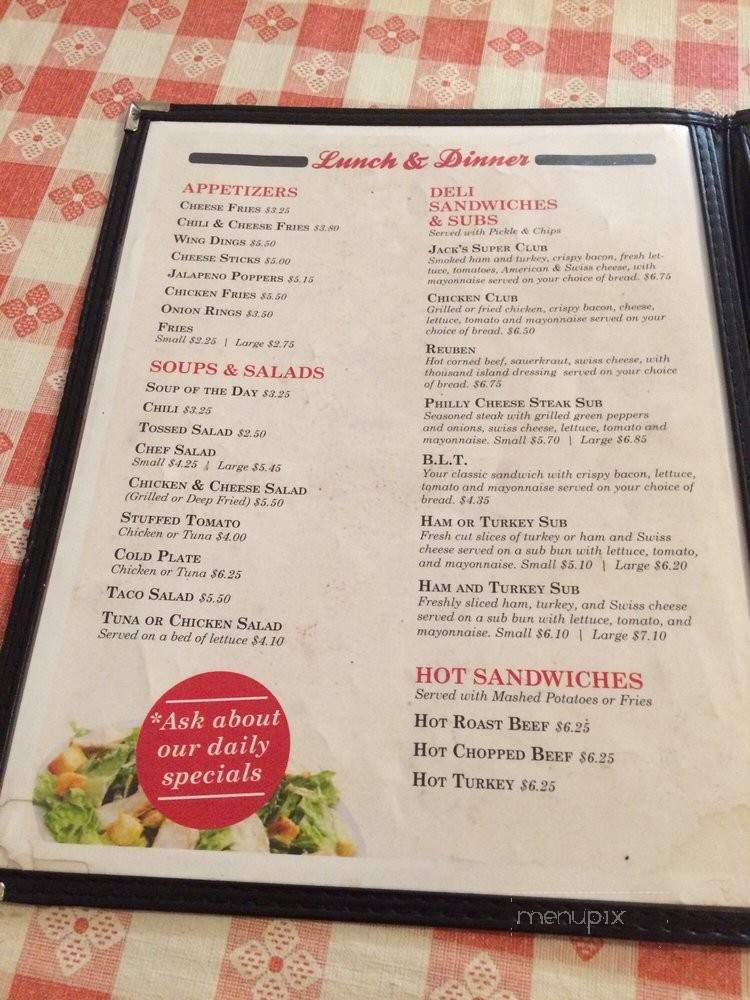 Lunch & Dinner
APPETIZERS
CHEESE FRIES $3.25
CHILI & CHEESE FRIES $3.80
WING DINGS $5.50
CHEESE STICKS $5.00
JALAPENO POPPERS $5.15
CHICKEN FRIES $5.50
ONION RINGS $3.50
FRIES
Small $2.25 | Large $2.75
SOUPS & SALADS
SOUP OF THE DAY $3.25
CHILI $3.25
TOSSED SALAD $2.50
CHEF SALAD
Small $4.25 | Large $5.45
CHICKEN & CHEESE SALAD
(Grilled or Deep Fried) $5.50
STUFFED TOMATO
Chicken or Tuna $4.00
COLD PLATE
Chicken or Tuna $6.25
TACO SALAD $5.50
TUNA OR CHICKEN SALAD
Served on a bed of lettuce $4.10
*Ask about
our daily
specials
DELI
SANDWICHES
& SUBS
Served with Pickle & Chips
JACK'S SUPER CLUB
Smoked ham and turkey, crispy bacon, fresh let-
tuce, tomatoes, American & Swiss cheese, with
mayonnaise served on your choice of bread. $6.75
CHICKEN CLUB
Grilled or fried chicken, crispy bacon, cheese,
lettuce, tomato and mayonnaise served on your
choice of bread. $6.50
REUBEN
Hot corned beef, sauerkraut, swiss cheese, with
thousand island dressing served on your choice
of bread. $6.75
PHILLY CHEESE STEAK SUB
Seasoned steak with grilled green peppers
and onions, swiss cheese, lettuce, tomato and
mayonnaise. Small $5.70 | Large $6.85
B.L.T.
Your classic sandwich with crispy bacon, lettuce,
tomato and mayonnaise served on your choice of
bread. $4.35
HAM OR TURKEY SUB
Fresh cut slices of turkey or ham and Swiss
cheese served on a sub bun with lettuce, tomato,
and mayonnaise. Small $5.10 | Large $6.20
HAM AND TURKEY SUB
Freshly sliced ham, turkey, and Swiss cheese
served on a sub bun with lettuce, tomato, and
mayonnaise. Small $6.10 | Large $7.10
HOT SANDWICHES
Served with Mashed Potatoes or Fries
HOT ROAST BEEF $6.25
HOT CHOPPED BEEF $6.25
HOT TURKEY $6.25
menupix